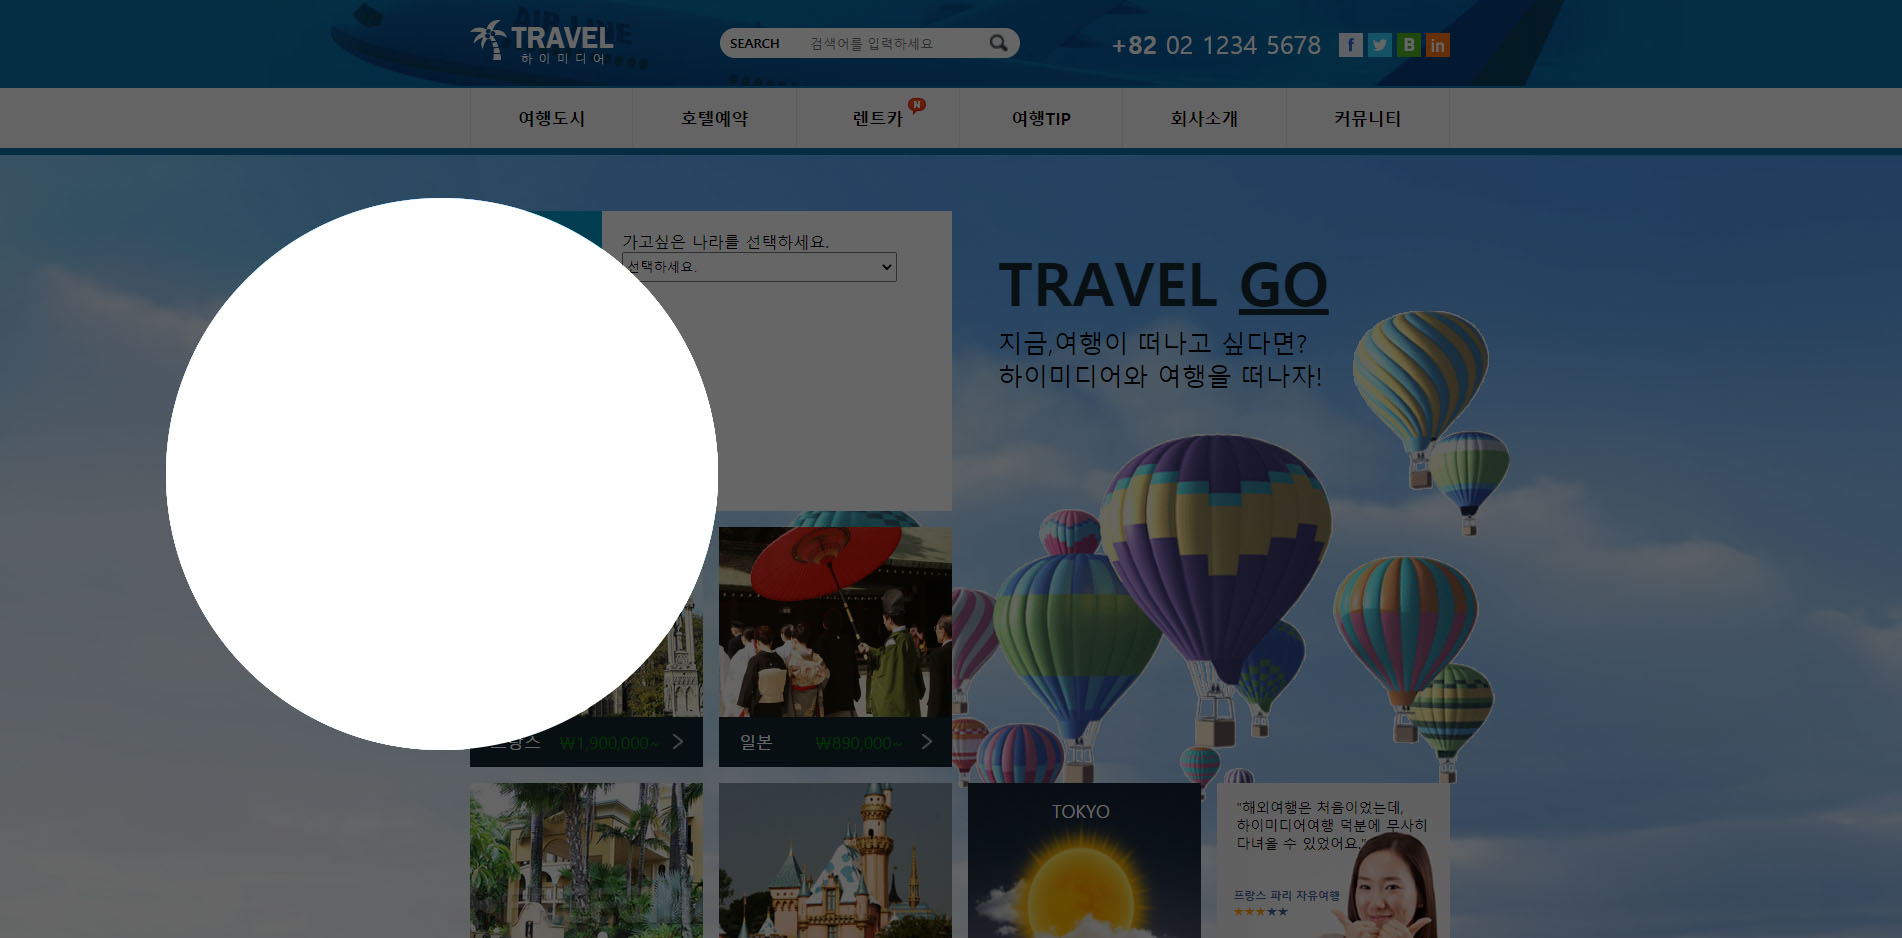 AIR LINE
TRAVEL
하이미디어
SEARCH 검색어를 입력하세요
+82 02 1234 5678
f B in
여행도시 호텔예약 렌트카 N 여행TIP 회사소개 커뮤니티
가고싶은 나라를 선택하세요.
선택하세요.
TRAVEL GO
지금,여행이 떠나고 싶다면?
하이미디어와 여행을 떠나자!
₩1,900,000~
일본 ₩890,000~
TOKYO
"해외여행은 처음이었는데,
하이미디어여행 덕분에 무사히
다녀올 수 있었어요."
프랑스 파리 자유여행
★★★★★